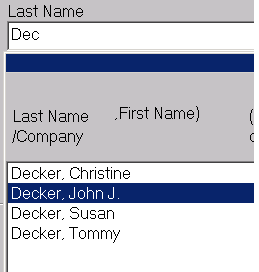 Last Name
Dec
Last Name ,First Name) (
/Company
Decker, Christine
Decker, John J.
Decker, Susan
Decker, Tommy